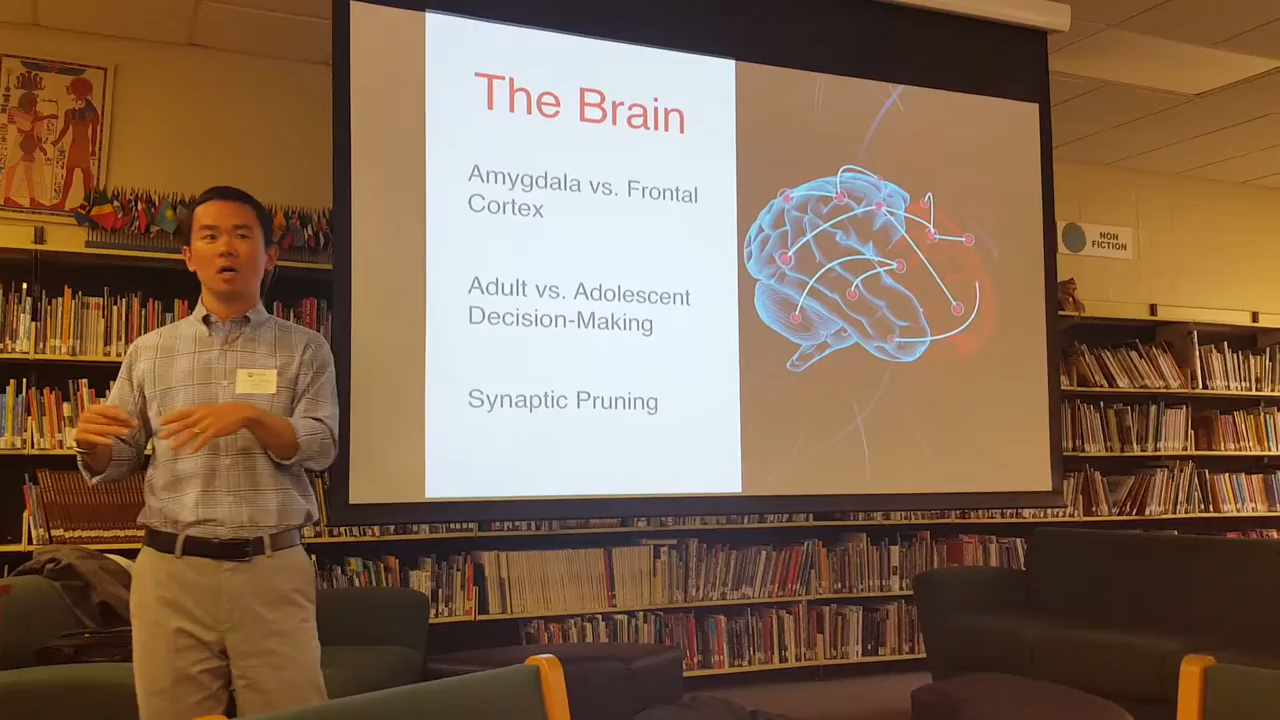 The Brain
Amygdala vs. Frontal
Cortex
Adult vs. Adolescent
Decision-Making
Synaptic Pruning
NON
FICTION